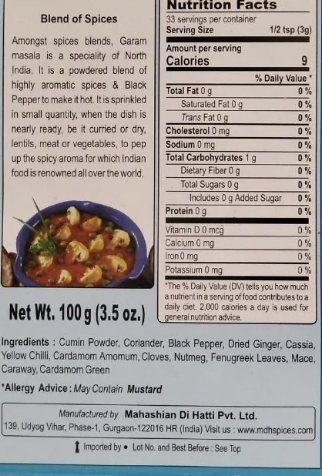 Blend of Spices
Amongst spices blends, Garam
masala is a speciality of North
India. It is a powdered blend of
highly aromatic spices & Black
Pepper to make it hot. It is sprinkled
in small quantity, when the dish is
nearly ready, be it curried or dry,
lentils, meat or vegetables, to pep
up the spicy aroma for which Indian
food is renowned all over the world.
Net Wt. 100 g (3.5 oz.)
Nutrition Facts
33 servings per container
Serving Size 1/2 tsp (3g)
Amount per serving
Calories 9
% Daily Value *
Total Fat 0 g 0 %
Saturated Fat 0 g 0 %
Trans Fat 0 g 0 %
Cholesterol 0 mg 0 %
Sodium 0 mg 0 %
Total Carbohydrates 1 g 0 %
Dietary Fiber 0 g 0 %
Total Sugars 0 g 0 %
Includes 0 g Added Sugar 0 %
Protein 0 g 0 %
Vitamin D 0 mcg 0 %
Calcium 0 mg 0 %
Iron 0 mg 0 %
Potassium 0 mg 0 %
*The % Daily Value (DV) tells you how much
a nutrient in a serving of food contributes to a
daily diet. 2,000 calories a day is used for
general nutrition advice.
Ingredients : Cumin Powder, Coriander, Black Pepper, Dried Ginger, Cassia,
Yellow Chilli, Cardamom Amomum, Cloves, Nutmeg, Fenugreek Leaves, Mace,
Caraway, Cardamom Green
*Allergy Advice : May Contain Mustard
Manufactured by Mahashian Di Hatti Pvt. Ltd.
139, Udyog Vihar, Phase-1, Gurgaon-122016 HR (India) Visit us : www.mdhspices.com
Imported by • Lot No. and Best Before : See Top